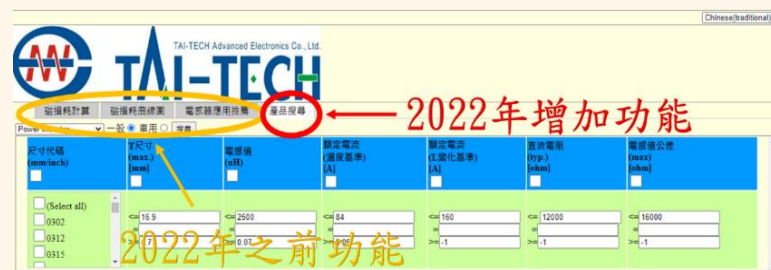 Chinese(traditional)
TAI-TECH Advanced Electronics Co., Ltd.
TAI-TECH
磁損耗計算 磁損耗曲線圖 電感器應用推薦 產品搜尋
2022年增加功能
一般 車用 搜尋
尺寸代碼 (mm/inch)
T尺寸 (max.) [mm]
電感值 (uH)
額定電流 (溫度基準) [A]
額定電流 (L變化基準) [A]
直流電阻 (typ.) [ohm]
電感值公差 (max) [ohm]
(Select all)
0302
0312
0315
<= 16.9 <= 2500 <= 84 <= 160 <= 12000 <= 16000
= = = = = =
>= 0.07 >= -1 >= -1 >= -1
2022年之前功能